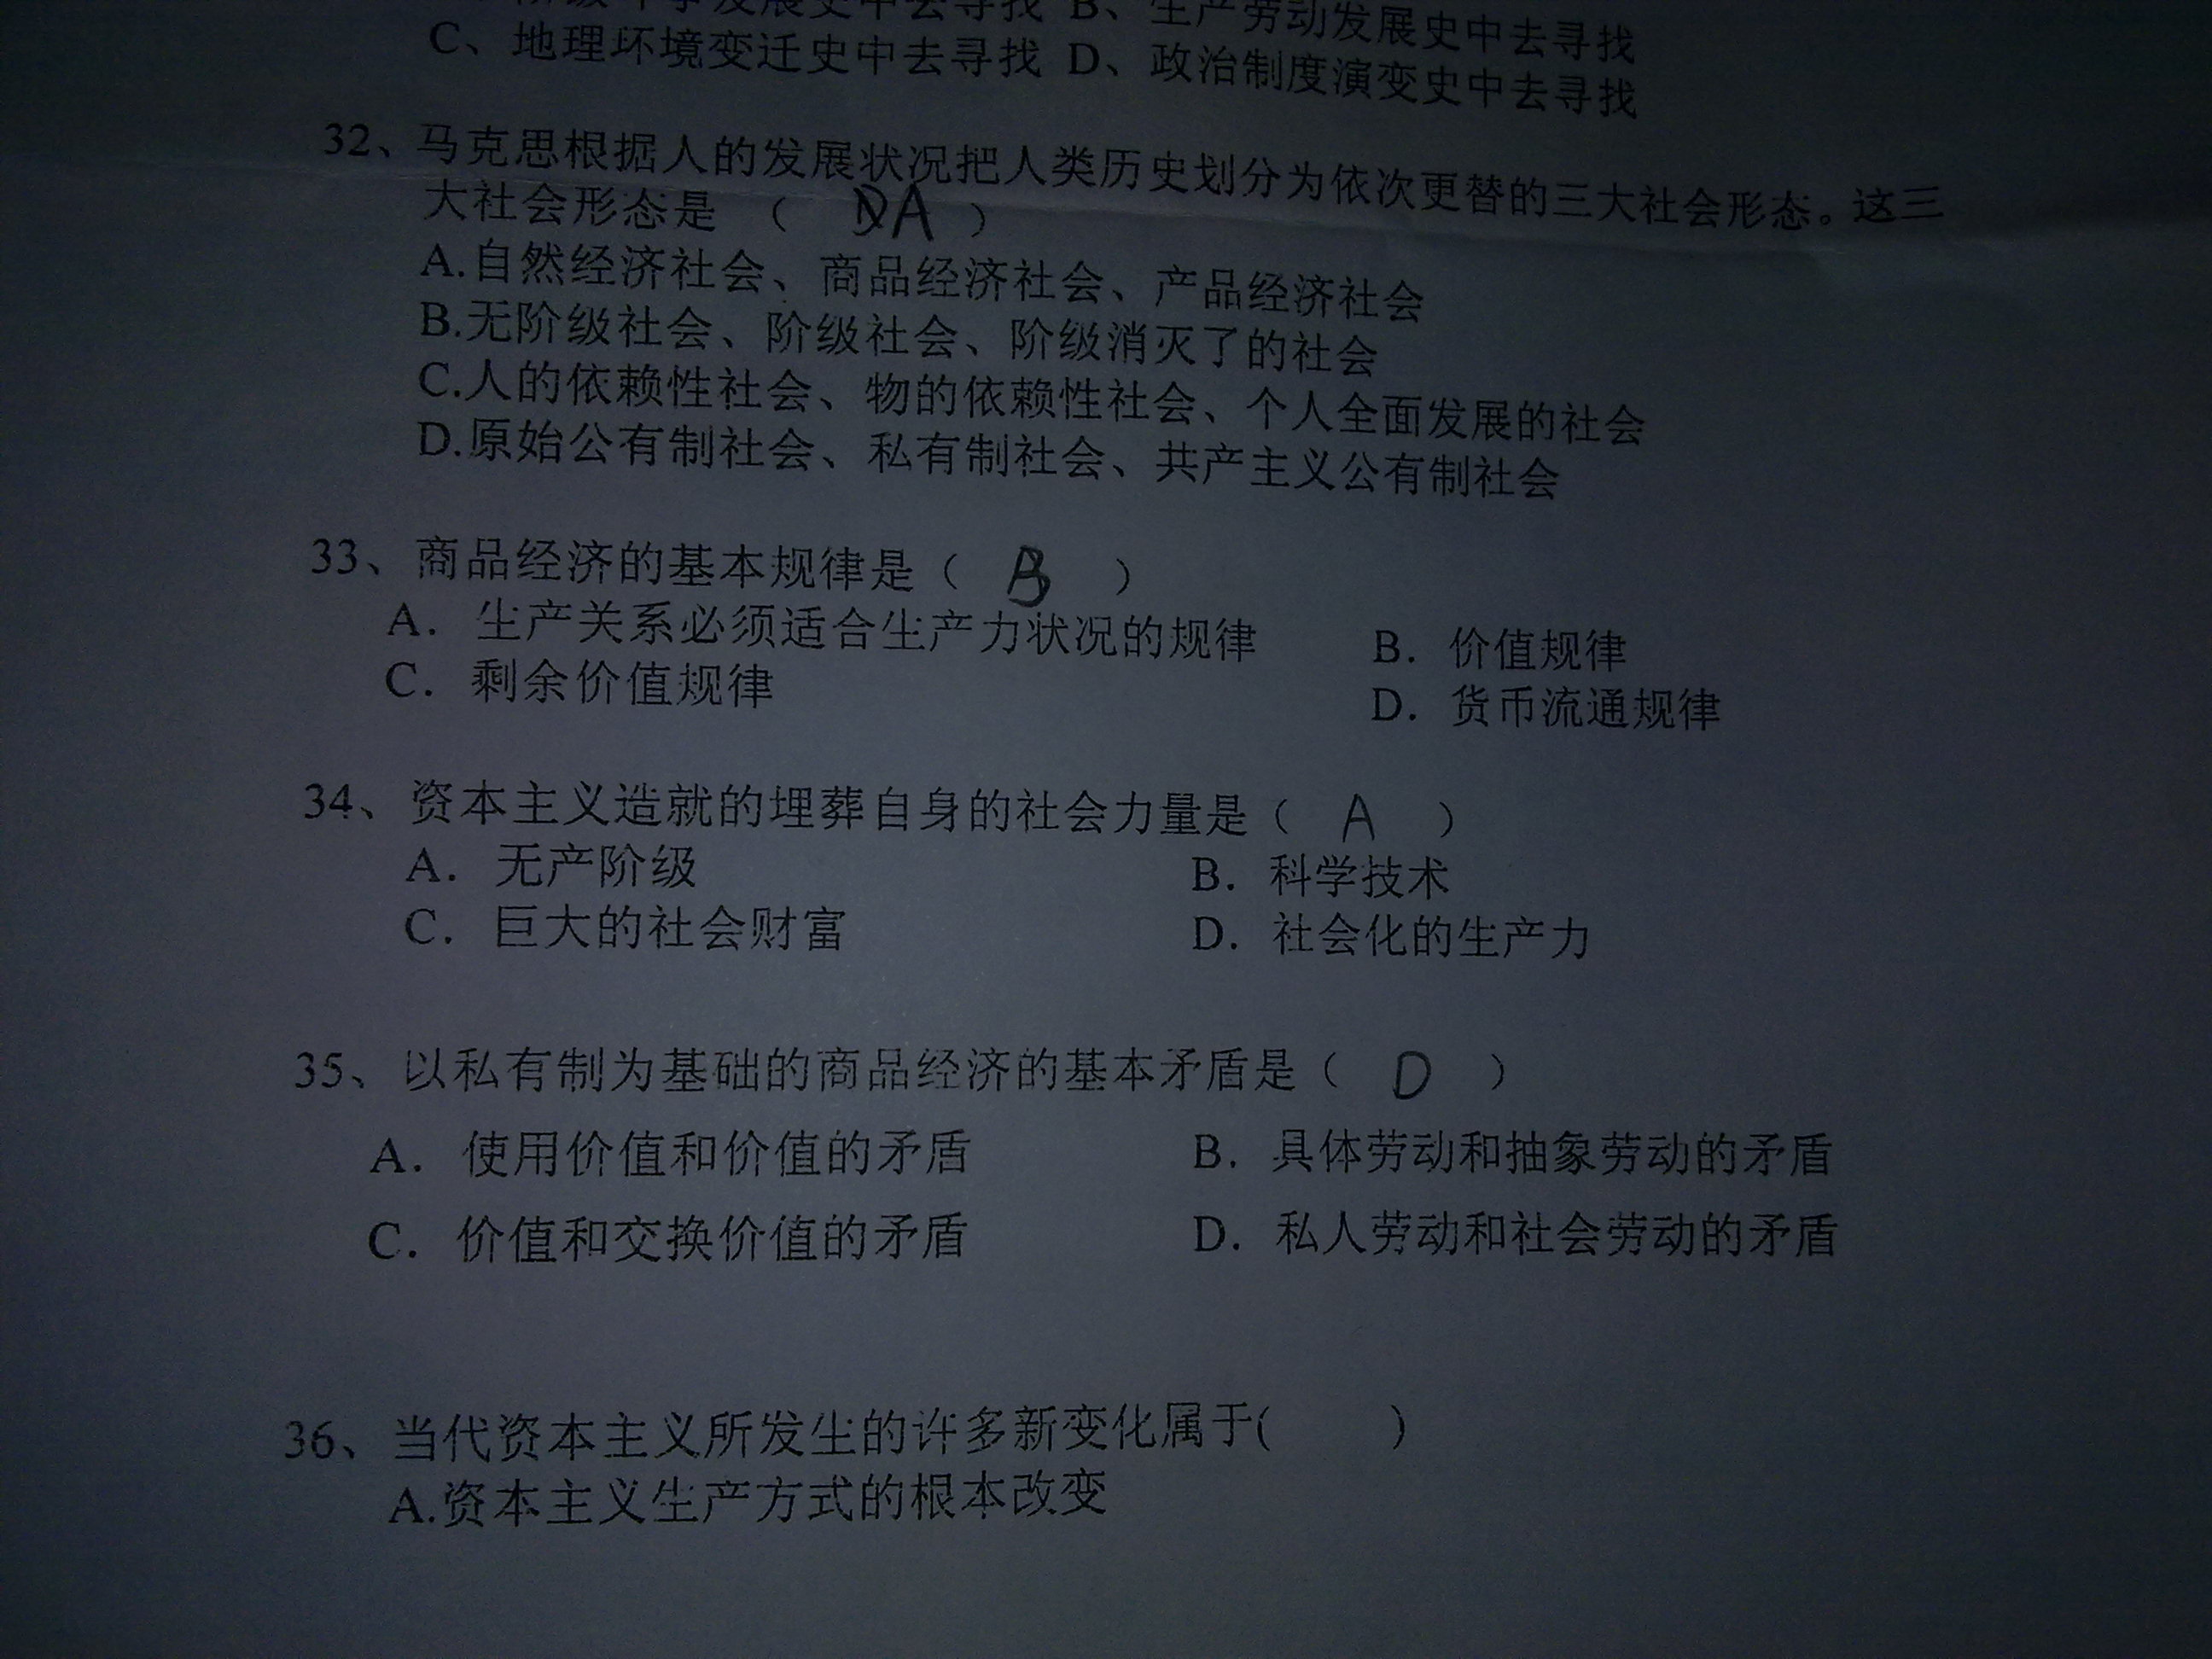 阶级斗争发展史中去寻找 B、生产劳动发展史中去寻找
C、地理环境变迁史中去寻找 D、政治制度演变史中去寻找
32、马克思根据人的发展状况把人类历史划分为依次更替的三大社会形态。这三
大社会形态是 （ A ）
A.自然经济社会、商品经济社会、产品经济社会
B.无阶级社会、阶级社会、阶级消灭了的社会
C.人的依赖性社会、物的依赖性社会、个人全面发展的社会
D.原始公有制社会、私有制社会、共产主义公有制社会
33、商品经济的基本规律是（ B ）
A．生产关系必须适合生产力状况的规律 B．价值规律
C．剩余价值规律 D．货币流通规律
34、资本主义造就的埋葬自身的社会力量是（ A ）
A．无产阶级 B．科学技术
C．巨大的社会财富 D．社会化的生产力
35、以私有制为基础的商品经济的基本矛盾是（ D ）
A．使用价值和价值的矛盾 B．具体劳动和抽象劳动的矛盾
C．价值和交换价值的矛盾 D．私人劳动和社会劳动的矛盾
36、当代资本主义所发生的许多新变化属于( )
A.资本主义生产方式的根本改变